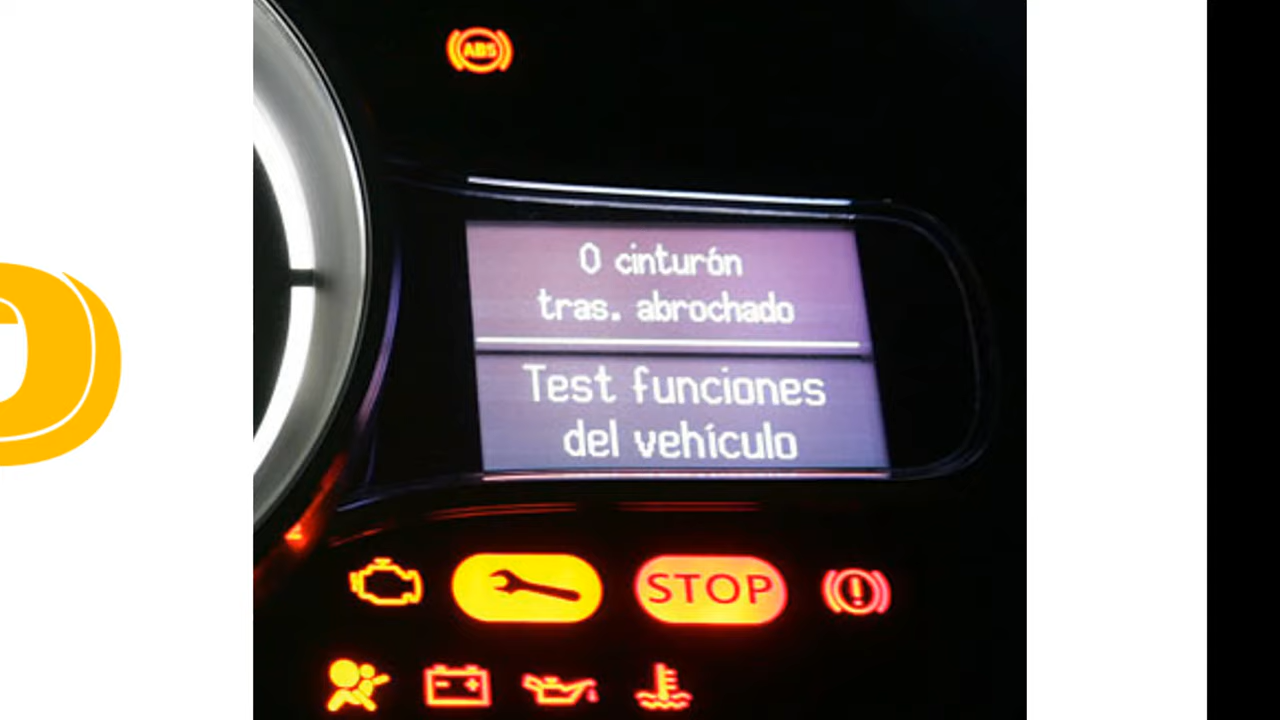 ABS
0 cinturón
tras. abrochado
Test funciones
del vehículo
STOP